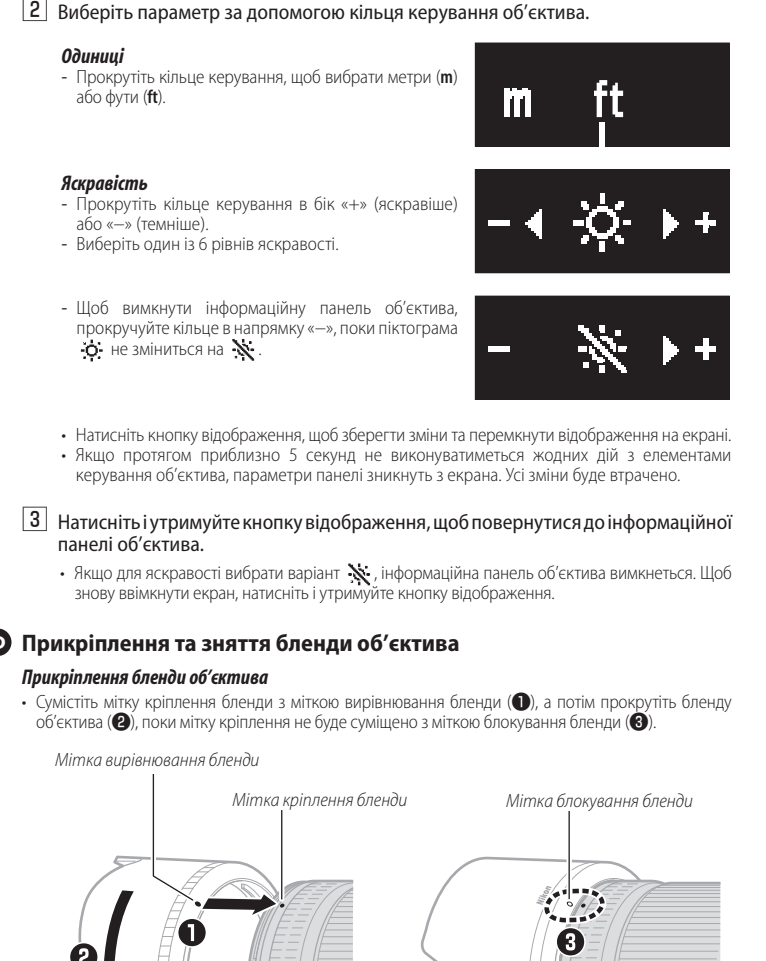 2 Виберіть параметр за допомогою кільця керування об’єктива.
Одиниці
- Прокрутіть кільце керування, щоб вибрати метри (m)
або фути (ft).
m ft
Яскравість
- Прокрутіть кільце керування в бік «+» (яскравіше)
або «−» (темніше).
- Виберіть один із 6 рівнів яскравості.
- +
- Щоб вимкнути інформаційну панель об’єктива,
прокручуйте кільце в напрямку «−», поки піктограма
не зміниться на .
- +
• Натисніть кнопку відображення, щоб зберегти зміни та перемкнути відображення на екрані.
• Якщо протягом приблизно 5 секунд не виконуватиметься жодних дій з елементами
керування об’єктива, параметри панелі зникнуть з екрана. Усі зміни буде втрачено.
3 Натисніть і утримуйте кнопку відображення, щоб повернутися до інформаційної
панелі об’єктива.
• Якщо для яскравості вибрати варіант , інформаційна панель об’єктива вимкнеться. Щоб
знову ввімкнути екран, натисніть і утримуйте кнопку відображення.
Прикріплення та зняття бленди об’єктива
Прикріплення бленди об’єктива
• Сумістіть мітку кріплення бленди з міткою вирівнювання бленди (❶), а потім прокрутіть бленду
об’єктива (❷), поки мітку кріплення не буде суміщено з міткою блокування бленди (❸).
Мітка вирівнювання бленди
Мітка кріплення бленди
Мітка блокування бленди
Nikon
❶
❸
❷